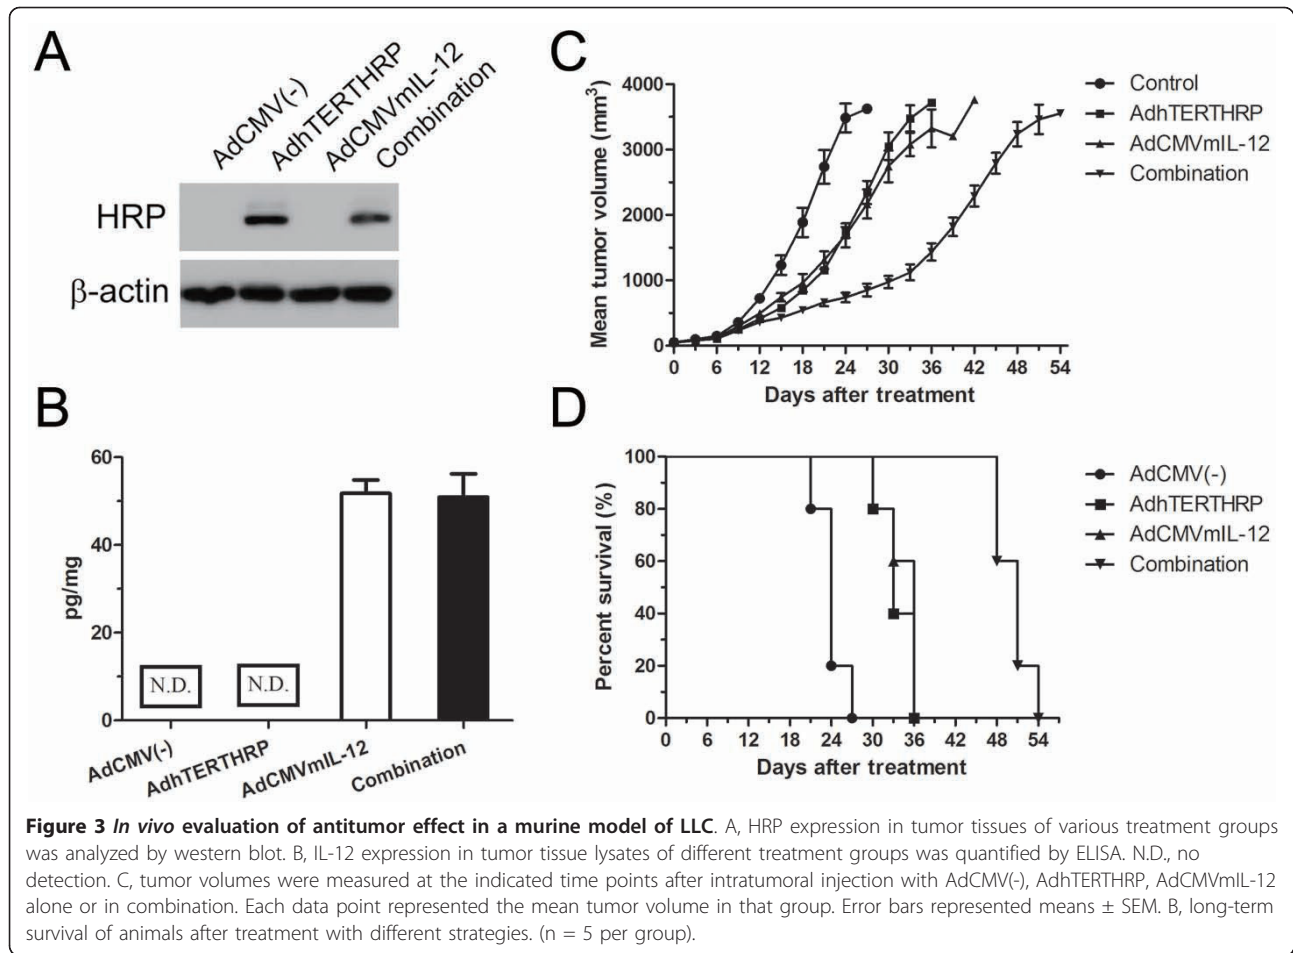 A
AdCMV(-)
AdhTERTHRP
AdCMVmIL-12
Combination
HRP
β-actin
B
60
40
20
0
pg/mg
N.D.
N.D.
AdCMV(-)
AdhTERTHRP
AdCMVmIL-12
Combination
C
4000
3000
2000
1000
0
Mean tumor volume (mm³)
0 6 12 18 24 30 36 42 48 54
Days after treatment
Control
AdhTERTHRP
AdCMVmIL-12
Combination
D
100
80
60
40
20
0
Percent survival (%)
0 6 12 18 24 30 36 42 48 54
Days after treatment
AdCMV(-)
AdhTERTHRP
AdCMVmIL-12
Combination
Figure 3 In vivo evaluation of antitumor effect in a murine model of LLC. A, HRP expression in tumor tissues of various treatment groups
was analyzed by western blot. B, IL-12 expression in tumor tissue lysates of different treatment groups was quantified by ELISA. N.D., no
detection. C, tumor volumes were measured at the indicated time points after intratumoral injection with AdCMV(-), AdhTERTHRP, AdCMVmIL-12
alone or in combination. Each data point represented the mean tumor volume in that group. Error bars represented means ± SEM. B, long-term
survival of animals after treatment with different strategies. (n = 5 per group).